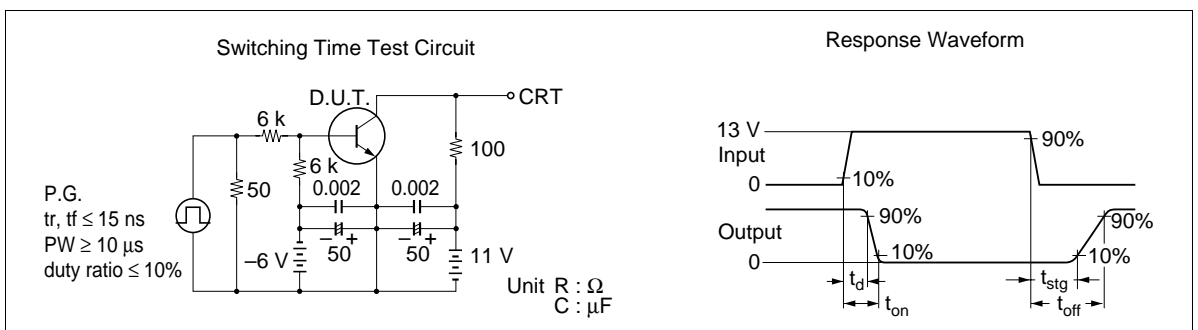 Switching Time Test Circuit
D.U.T.
CRT
6 k
6 k
50
100
0.002
0.002
P.G.
tr, tf ≤ 15 ns
PW ≥ 10 μs
duty ratio ≤ 10%
–6 V
– +
50
– +
50
11 V
Unit R : Ω
C : μF
Response Waveform
13 V
Input
0
10%
90%
Output
0
90%
10%
90%
10%
td
ton
tstg
toff